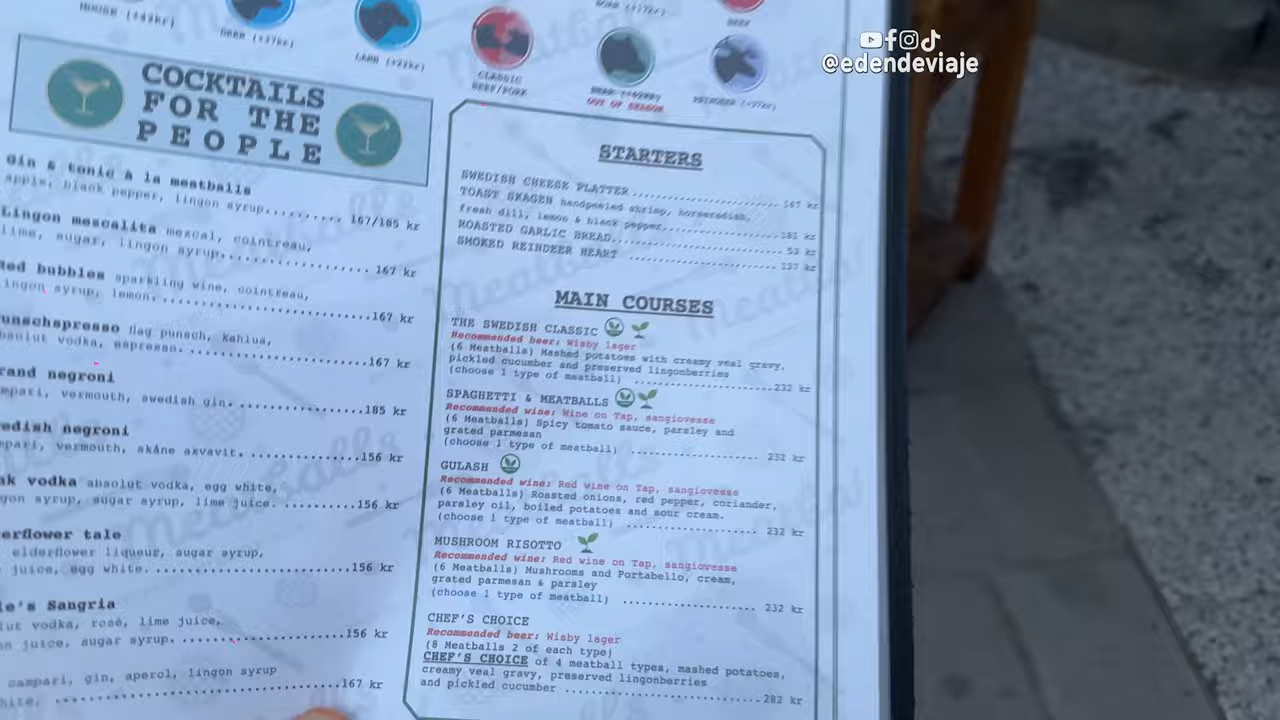 @edendeviaje
HOUSE (+42kr)
LAMB (+22kr)
CLASSIC
BEEF/PORK
OUT OF SEASON
REINDEER
BEEF
COCKTAILS
FOR THE
PEOPLE
Gin & tonic à la meatballs
apple, black pepper, lingon syrup.......... 167/185 kr
Lingon mescalita mezcal, cointreau,
lime, sugar, lingon syrup.................... 167 kr
Red bubbles sparkling wine, cointreau,
lingon syrup, lemon.............................167 kr
flag punsch, kahlua,
absolut vodka, espresso. .........................167 kr
grand negroni
campari, vermouth, swedish gin. ..................185 kr
swedish negroni
campari, vermouth, skåne akvavit. .............156 kr
vodka absolut vodka, egg white,
lingon syrup, sugar syrup, lime juice. ..........156 kr
elderflower tale
elderflower liqueur, sugar syrup,
juice, egg white. ............................156 kr
Sangria
absolut vodka, rosé, lime juice,
juice, sugar syrup. .......................156 kr
campari, gin, aperol, lingon syrup
white, .......................................167 kr
STARTERS
SWEDISH CHEESE PLATTER ........................167 kr
TOAST SKAGEN handpeeled shrimp, horseradish,
fresh dill, lemon & black pepper...................181 kr
ROASTED GARLIC BREAD............................ 53 kr
SMOKED REINDEER HEART ........................... 137 kr
MAIN COURSES
THE SWEDISH CLASSIC
Recommended beer: Wisby lager
(6 Meatballs) Mashed potatoes with creamy veal gravy,
pickled cucumber and preserved lingonberries
(choose 1 type of meatball) .......................232 kr
SPAGHETTI & MEATBALLS
Recommended wine: Wine on Tap, sangiovesse
(6 Meatballs) Spicy tomato sauce, parsley and
grated parmesan
(choose 1 type of meatball) ..................... 232 kr
GULASH
Recommended wine: Red wine on Tap, sangiovesse
(6 Meatballs) Roasted onions, red pepper, coriander,
parsley oil, boiled potatoes and sour cream.
(choose 1 type of meatball) ..................... 232 kr
MUSHROOM RISOTTO
Recommended wine: Red wine on Tap, sangiovesse
(6 Meatballs) Mushrooms and Portabello, cream,
grated parmesan & parsley
(choose 1 type of meatball) ..................... 232 kr
CHEF'S CHOICE
Recommended beer: Wisby lager
(8 Meatballs 2 of each type)
CHEF'S CHOICE of 4 meatball types, mashed potatoes,
creamy veal gravy, preserved lingonberries
and pickled cucumber ...............................282 kr